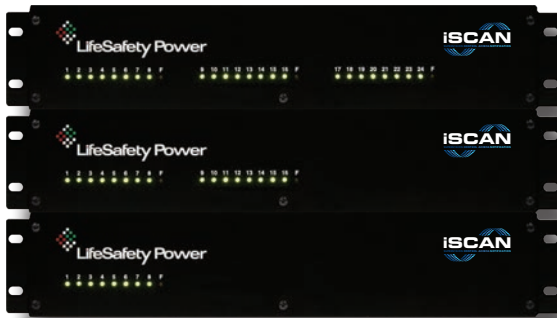 LifeSafety Power
iSCAN
1 2 3 4 5 6 7 8 F 9 10 11 12 13 14 15 16 F 17 18 19 20 21 22 23 24 F
LifeSafety Power
iSCAN
1 2 3 4 5 6 7 8 F 9 10 11 12 13 14 15 16 F
LifeSafety Power
iSCAN
1 2 3 4 5 6 7 8 F